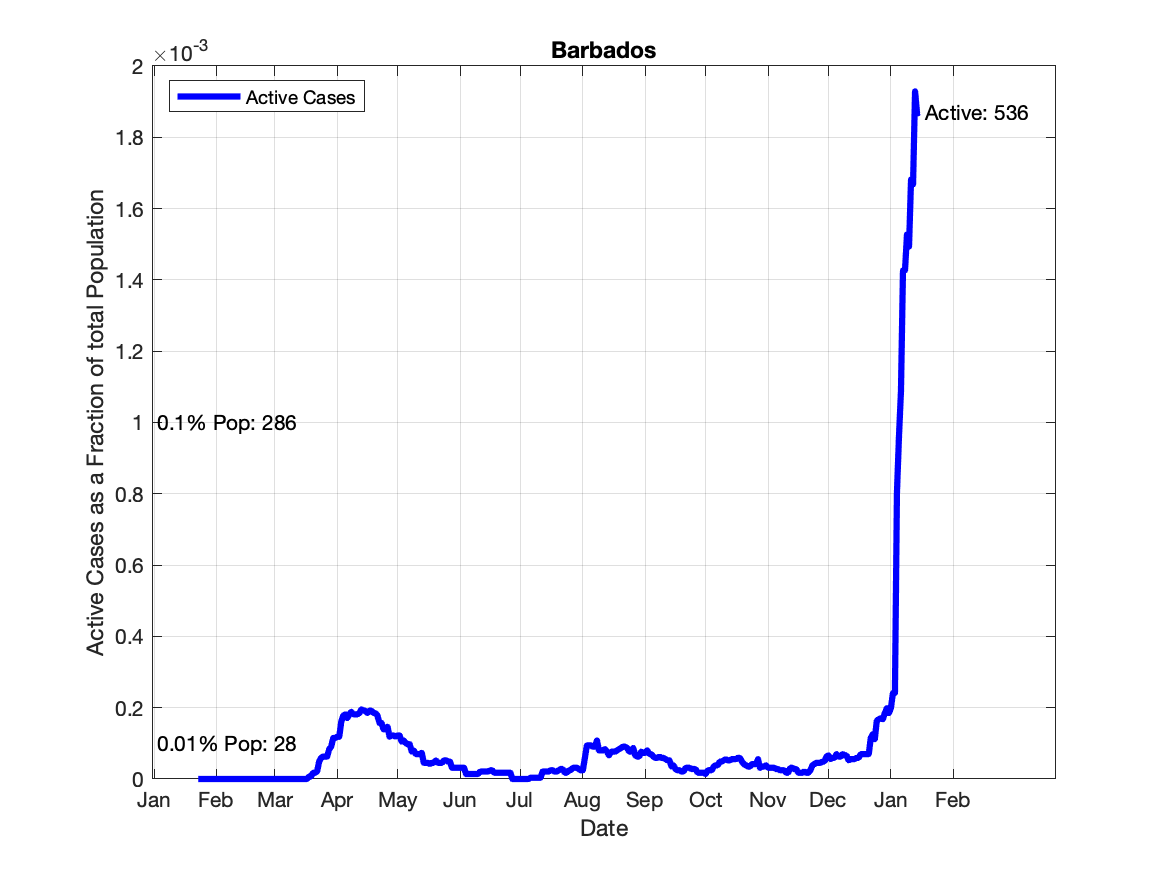 Barbados
×10-3
Active Cases
Active: 536
2
1.8
1.6
1.4
1.2
1
0.8
0.6
0.4
0.2
0
0.1% Pop: 286
0.01% Pop: 28
Active Cases as a Fraction of total Population
Jan Feb Mar Apr May Jun Jul Aug Sep Oct Nov Dec Jan Feb
Date